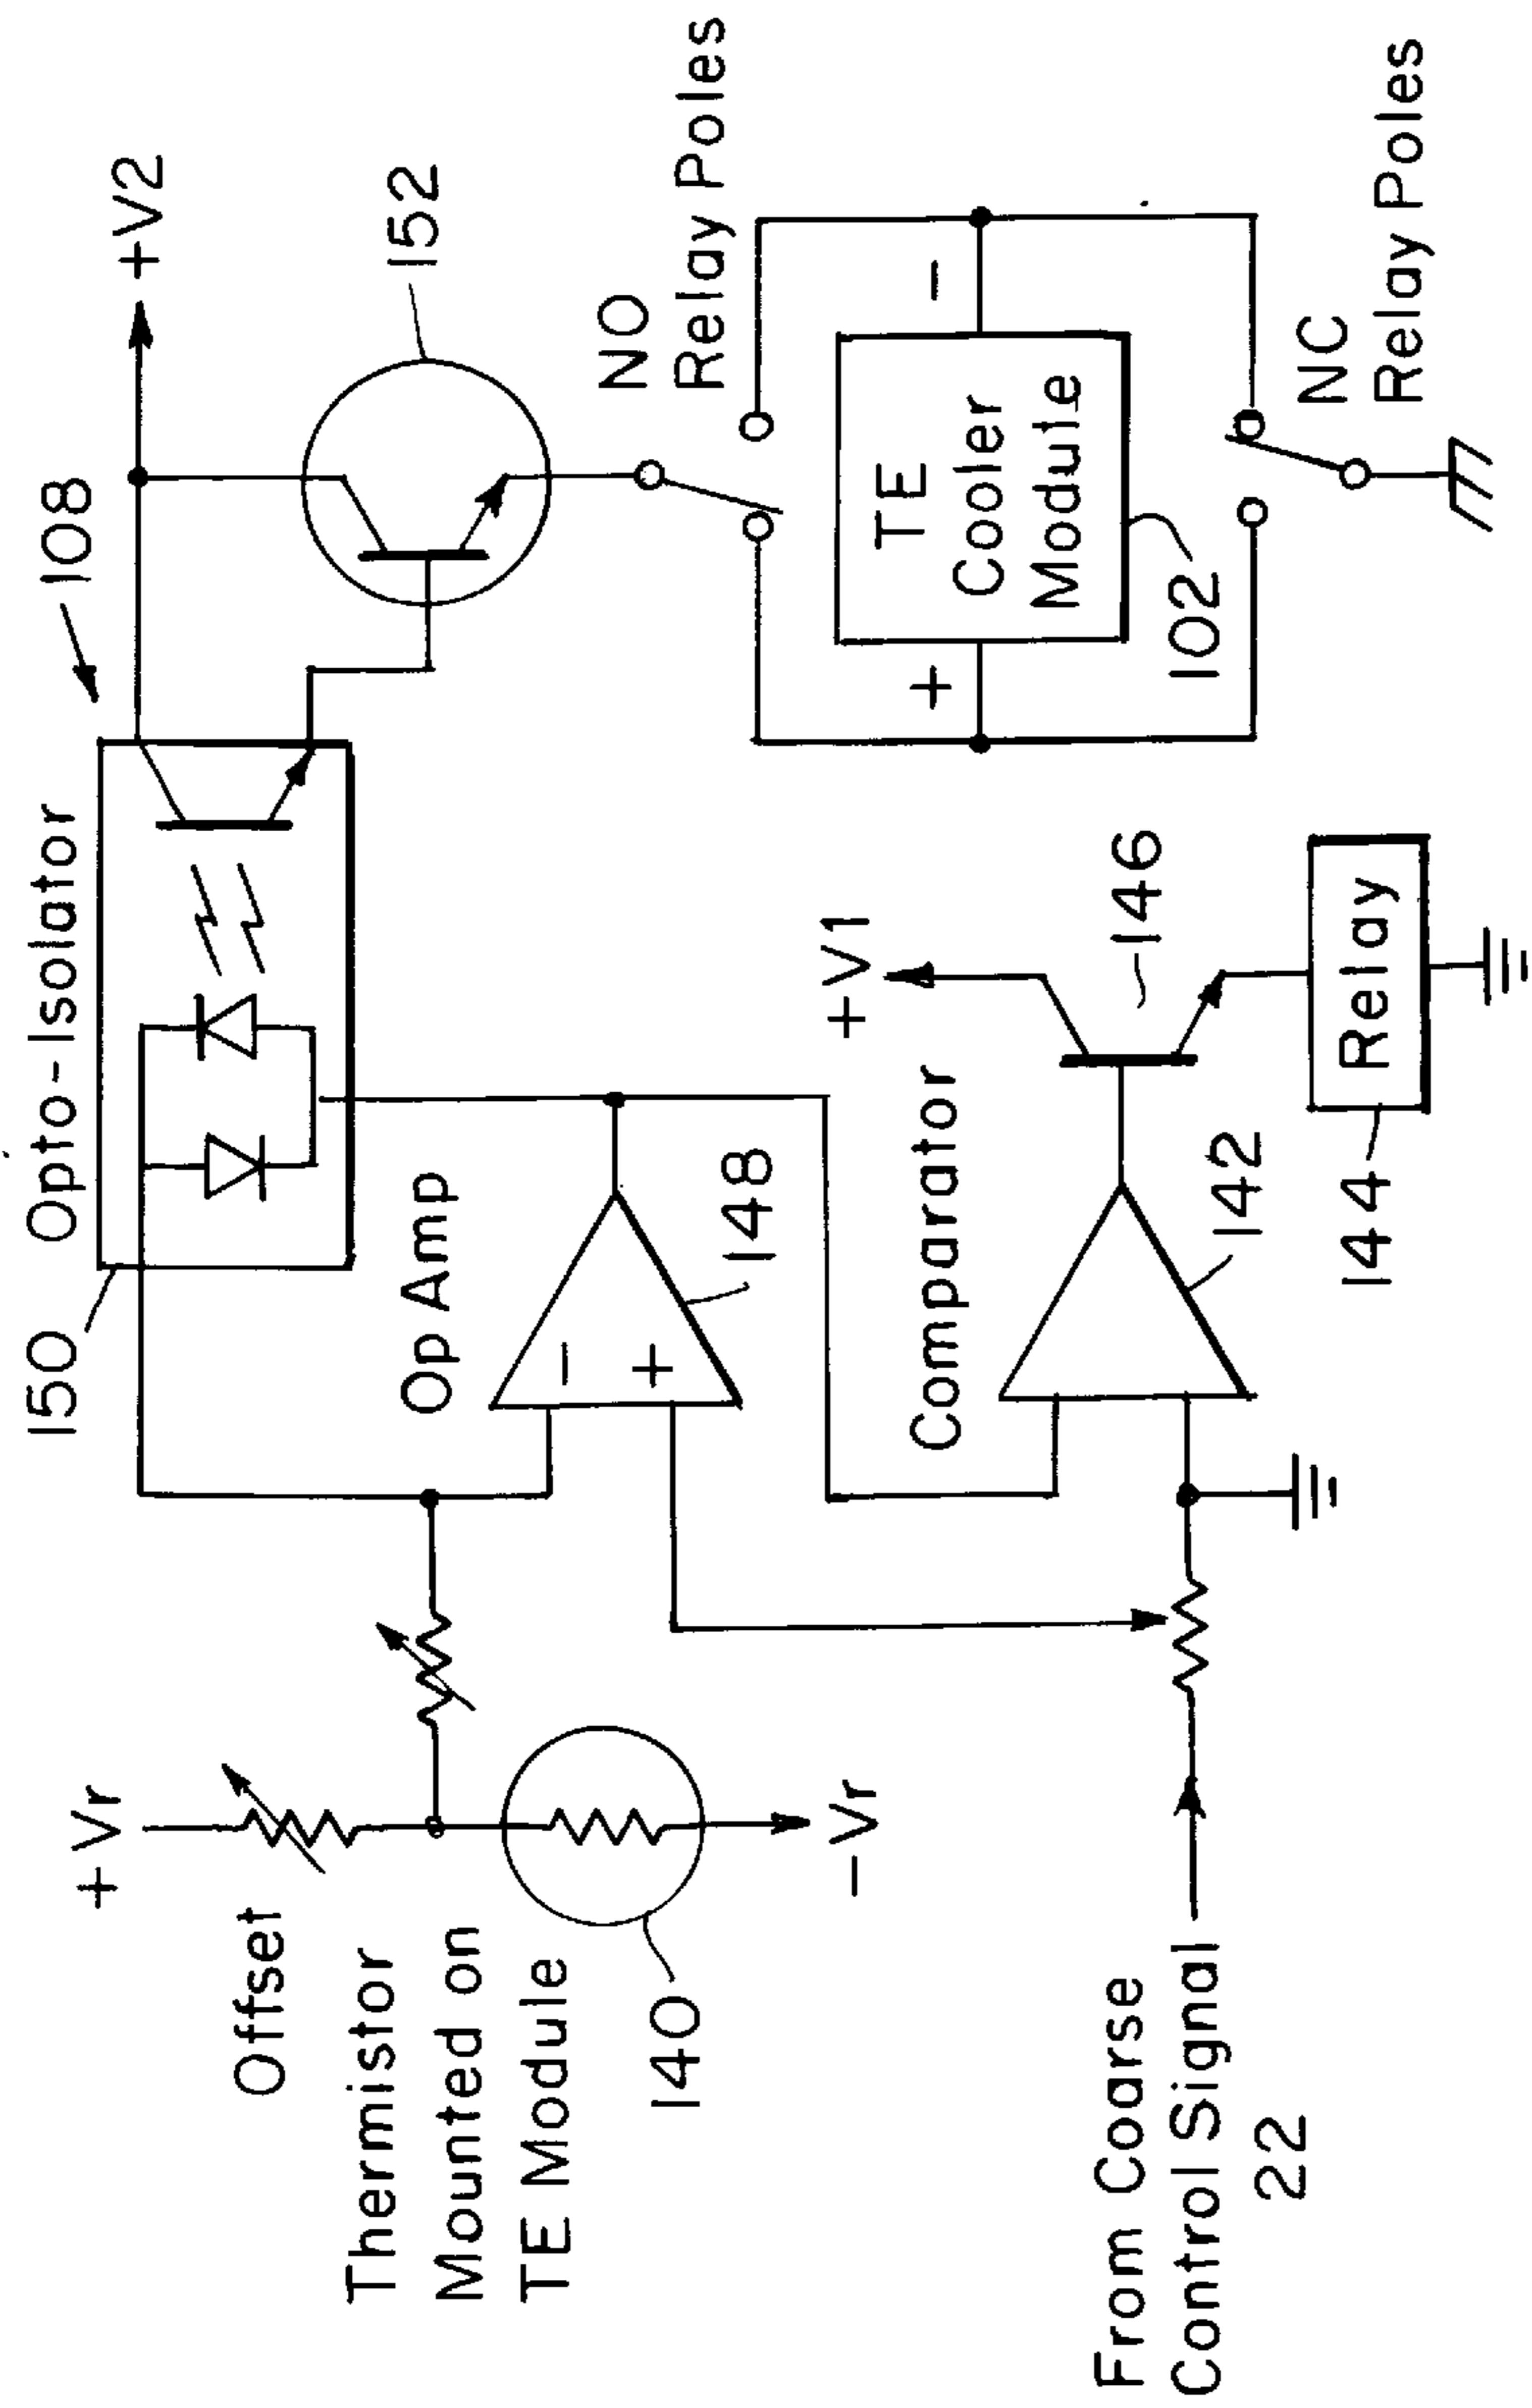 108
+V2
152
150
Opto-Isolator
+Vr
Offset
Thermistor
Mounted on
TE Module
140
-Vr
Op Amp
-
+
148
NO
Relay Poles
+V1
+
TE
Cooler
Module
-
102
Comparator
146
142
Relay
144
NC
Relay Poles
From Coarse
Control Signal
22